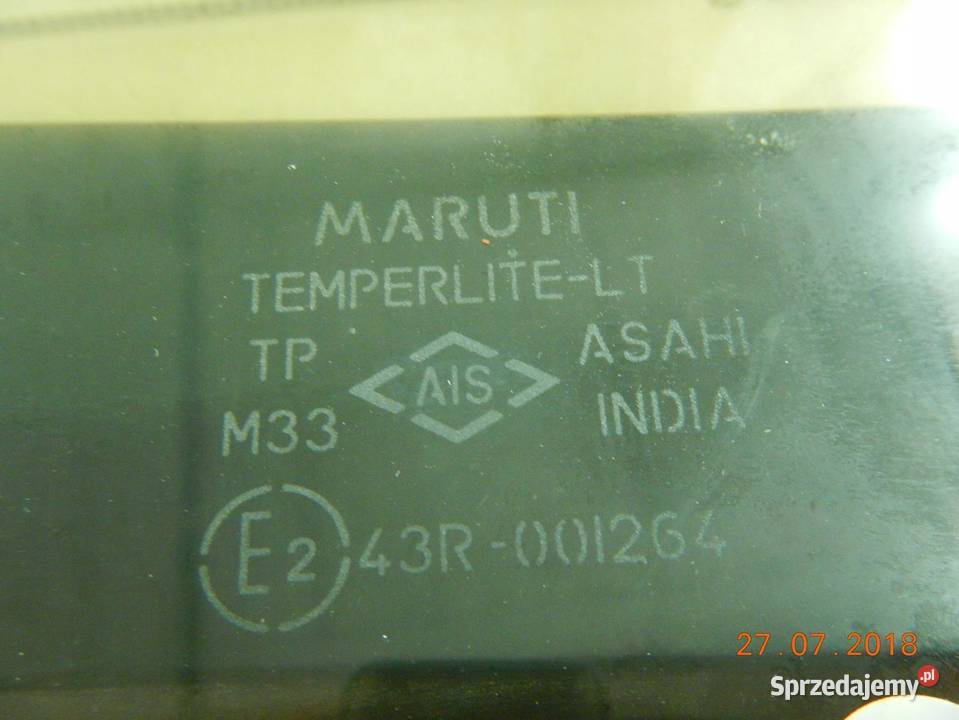 MARUTI
TEMPERLITE-LT
TP AIS ASAHI
M33 INDIA
E2 43R-001264
27.07.2018
Sprzedajemy.pl